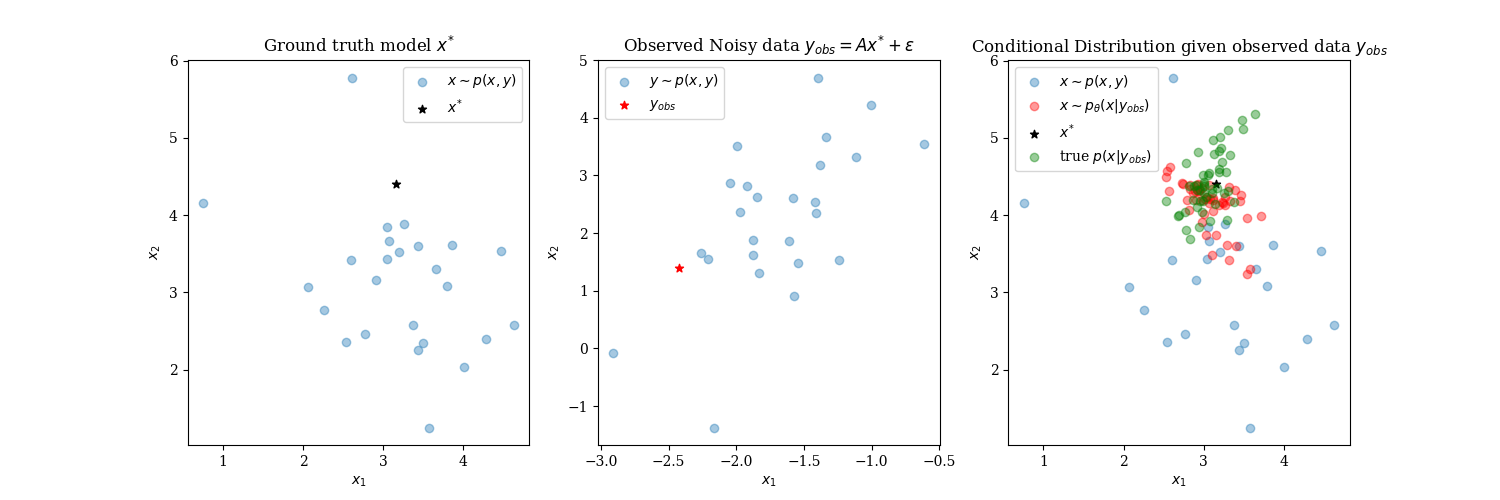 Ground truth model x*
x ~ p(x, y)
x*
6
5
4
3
2
x₂
1
2
3
4
x₁
Observed Noisy data y_obs = Ax* + ε
y ~ p(x, y)
y_obs
5
4
3
2
1
0
−1
x₂
−3.0
−2.5
−2.0
−1.5
−1.0
−0.5
x₁
Conditional Distribution given observed data y_obs
x ~ p(x, y)
x ~ p_θ(x|y_obs)
x*
true p(x|y_obs)
6
5
4
3
2
x₂
1
2
3
4
x₁